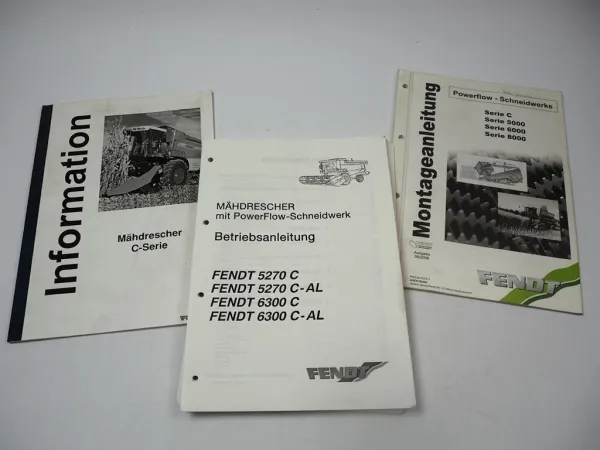 Information
Mähdrescher
C-Serie
MÄHDRESCHER
mit PowerFlow-Schneidwerk
Betriebsanleitung
FENDT 5270 C
FENDT 5270 C-AL
FENDT 6300 C
FENDT 6300 C-AL
FENDT
Montageanleitung
Powerflow - Schneidwerke
Serie C
Serie 5000
Serie 6000
Serie 8000
Ausgabe
FENDT